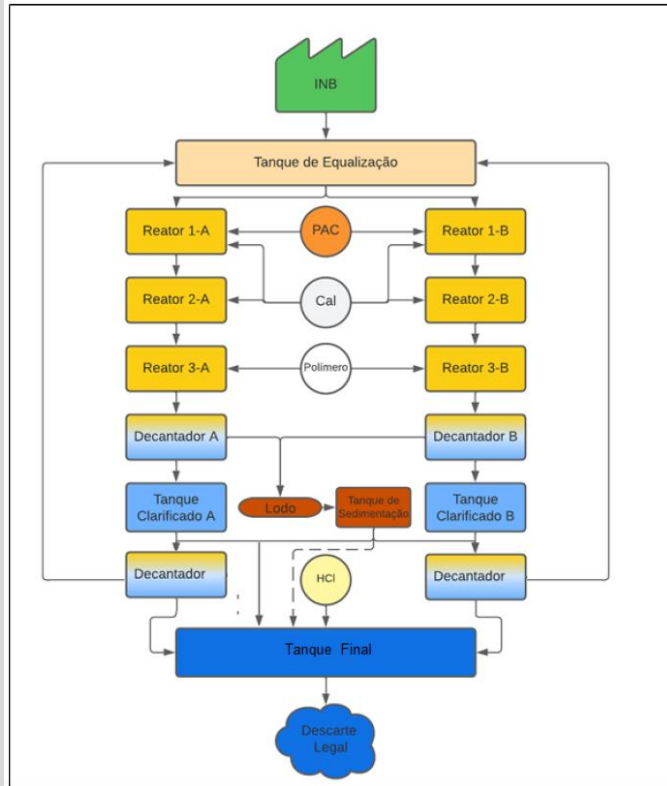 INB
Tanque de Equalização
Reator 1-A
PAC
Reator 1-B
Reator 2-A
Cal
Reator 2-B
Reator 3-A
Polímero
Reator 3-B
Decantador A
Decantador B
Tanque
Clarificado A
Lodo
Tanque de
Sedimentação
Tanque
Clarificado B
Decantador
HCl
Decantador
Tanque Final
Descarte
Legal